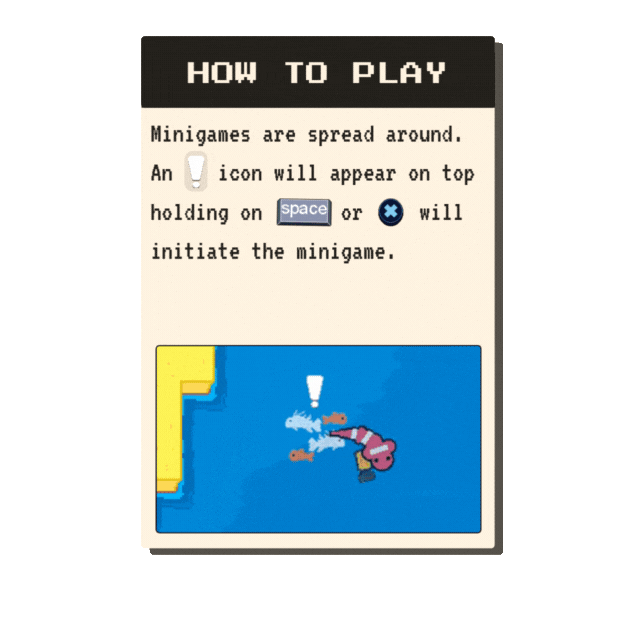 HOW TO PLAY
Minigames are spread around.
An ! icon will appear on top
holding on space or ✖ will
initiate the minigame.
!